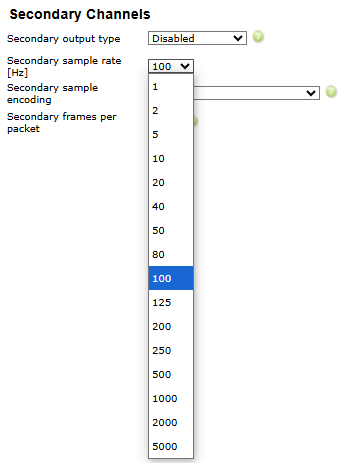 Secondary Channels
Secondary output type Disabled
Secondary sample rate 100
[Hz]
Secondary sample
encoding
Secondary frames per
packet
1
2
5
10
20
40
50
80
100
125
200
250
500
1000
2000
5000